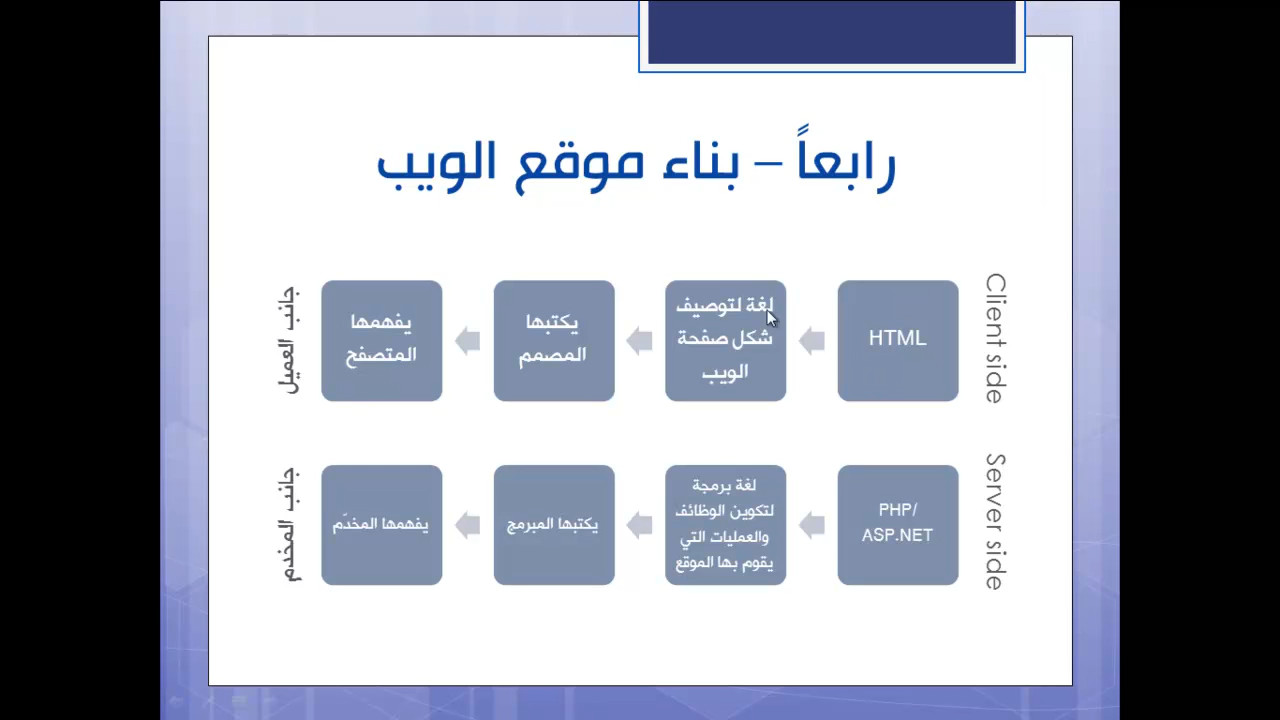 رابعاً – بناء موقع الويب
Client side
HTML
لغة لتوصيف
شكل صفحة
الويب
يكتبها
المصمم
يفهمها
المتصفح
جانب العميل
Server side
PHP/
ASP.NET
لغة برمجة
لتكوين الوظائف
والعمليات التي
يقوم بها الموقع
يكتبها المبرمج
يفهمها المخدّم
جانب المخدم